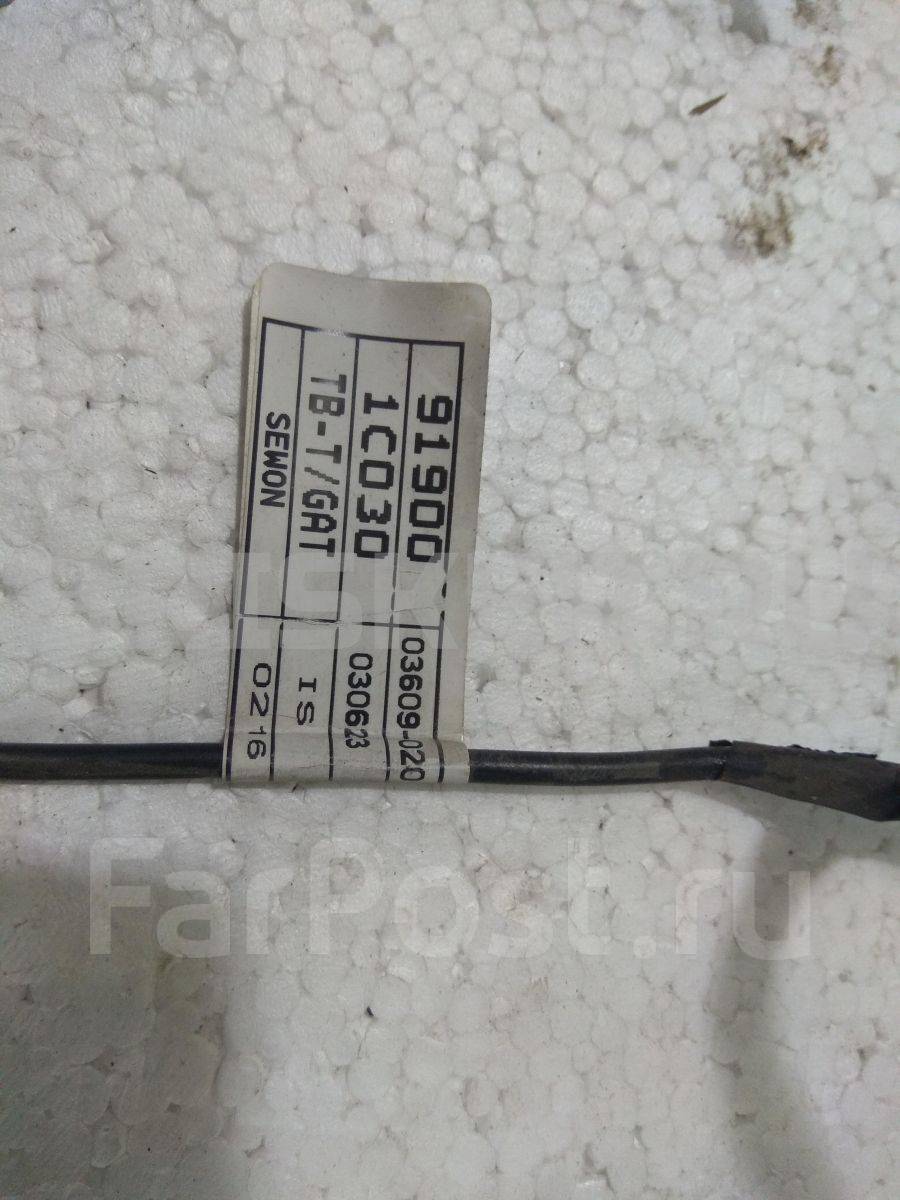 91900
03609-020
1C030
030623
TB-T/GAT
IS
SEWON
0216
FarPost.ru